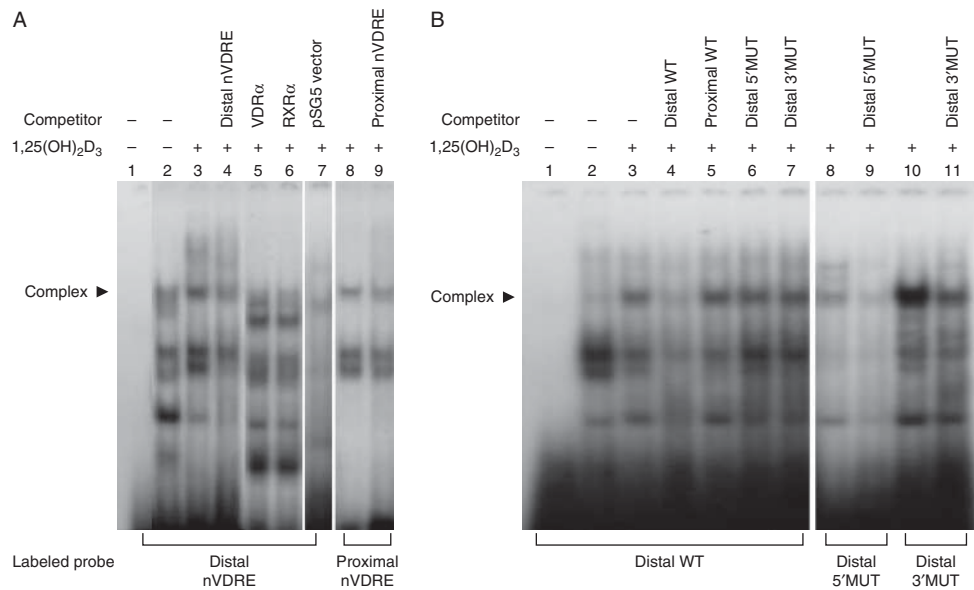 A
Competitor – – – Distal nVDRE VDRα RXRα pSG5 vector – Proximal nVDRE
1,25(OH)₂D₃ – – + + + + + + +
1 2 3 4 5 6 7 8 9
Complex ►
Labeled probe
Distal nVDRE
Proximal nVDRE
B
Competitor – – – Distal WT Proximal WT Distal 5′MUT Distal 3′MUT Distal 5′MUT Distal 3′MUT
1,25(OH)₂D₃ – – + + + + + + + + +
1 2 3 4 5 6 7 8 9 10 11
Complex ►
Distal WT
Distal 5′MUT
Distal 3′MUT